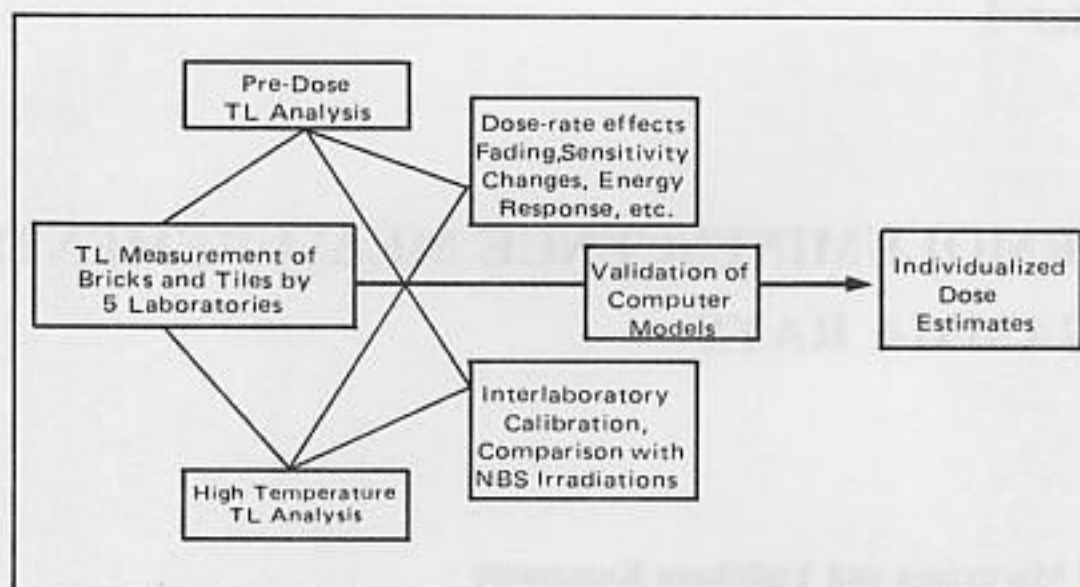 Pre-Dose
TL Analysis
Dose-rate effects
Fading,Sensitivity
Changes, Energy
Response, etc.
TL Measurement of
Bricks and Tiles by
5 Laboratories
Validation of
Computer
Models
Individualized
Dose
Estimates
Interlaboratory
Calibration,
Comparison with
NBS Irradiations
High Temperature
TL Analysis